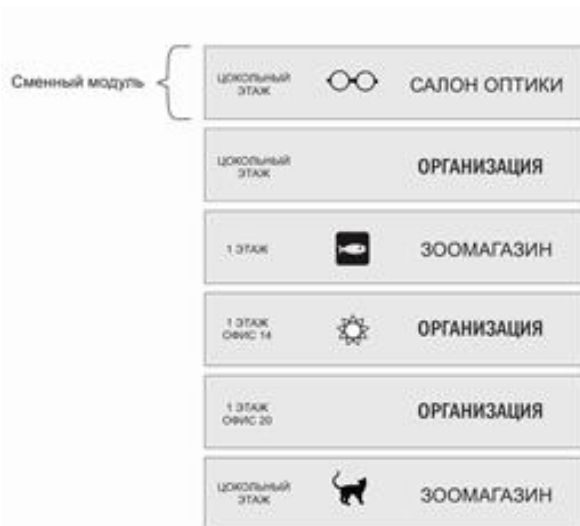 Сменный модуль
ЦОКОЛЬНЫЙ
ЭТАЖ
САЛОН ОПТИКИ
ЦОКОЛЬНЫЙ
ЭТАЖ
ОРГАНИЗАЦИЯ
1 ЭТАЖ
ЗООМАГАЗИН
1 ЭТАЖ
ОФИС 14
ОРГАНИЗАЦИЯ
1 ЭТАЖ
ОФИС 20
ОРГАНИЗАЦИЯ
ЦОКОЛЬНЫЙ
ЭТАЖ
ЗООМАГАЗИН